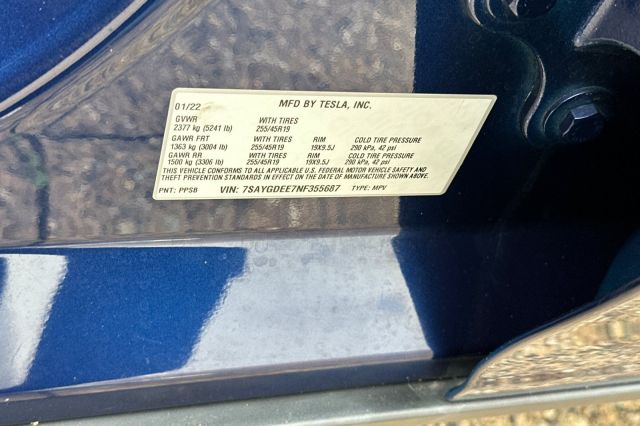 01/22 MFD BY TESLA, INC.
GVWR WITH TIRES
2377 kg (5241 lb) 255/45R19
GAWR FRT WITH TIRES RIM COLD TIRE PRESSURE
1363 kg (3004 lb) 255/45R19 19X9.5J 290 kPa, 42 psi
GAWR RR WITH TIRES RIM COLD TIRE PRESSURE
1500 kg (3306 lb) 255/45R19 19X9.5J 290 kPa, 42 psi
THIS VEHICLE CONFORMS TO ALL APPLICABLE U.S. FEDERAL MOTOR VEHICLE SAFETY AND
THEFT PREVENTION STANDARDS IN EFFECT ON THE DATE OF MANUFACTURE SHOWN ABOVE.
PNT: PPSB VIN: 7SAYGDEE7NF355687 TYPE: MPV